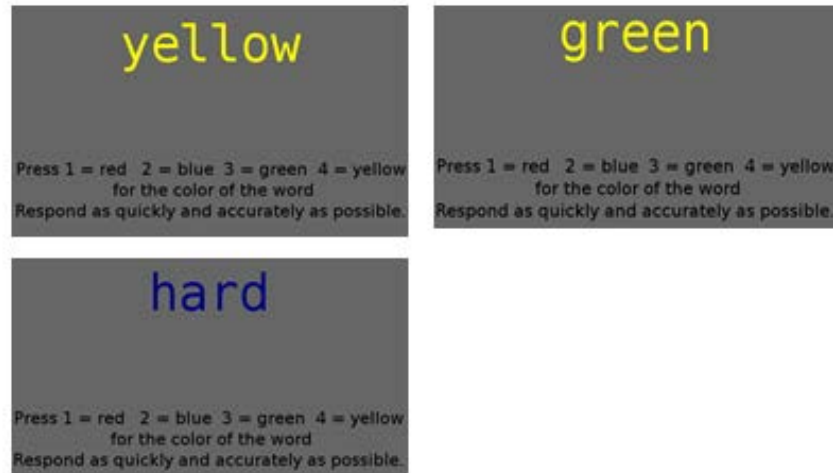 yellow
Press 1 = red 2 = blue 3 = green 4 = yellow
for the color of the word
Respond as quickly and accurately as possible.
green
Press 1 = red 2 = blue 3 = green 4 = yellow
for the color of the word
Respond as quickly and accurately as possible.
hard
Press 1 = red 2 = blue 3 = green 4 = yellow
for the color of the word
Respond as quickly and accurately as possible.